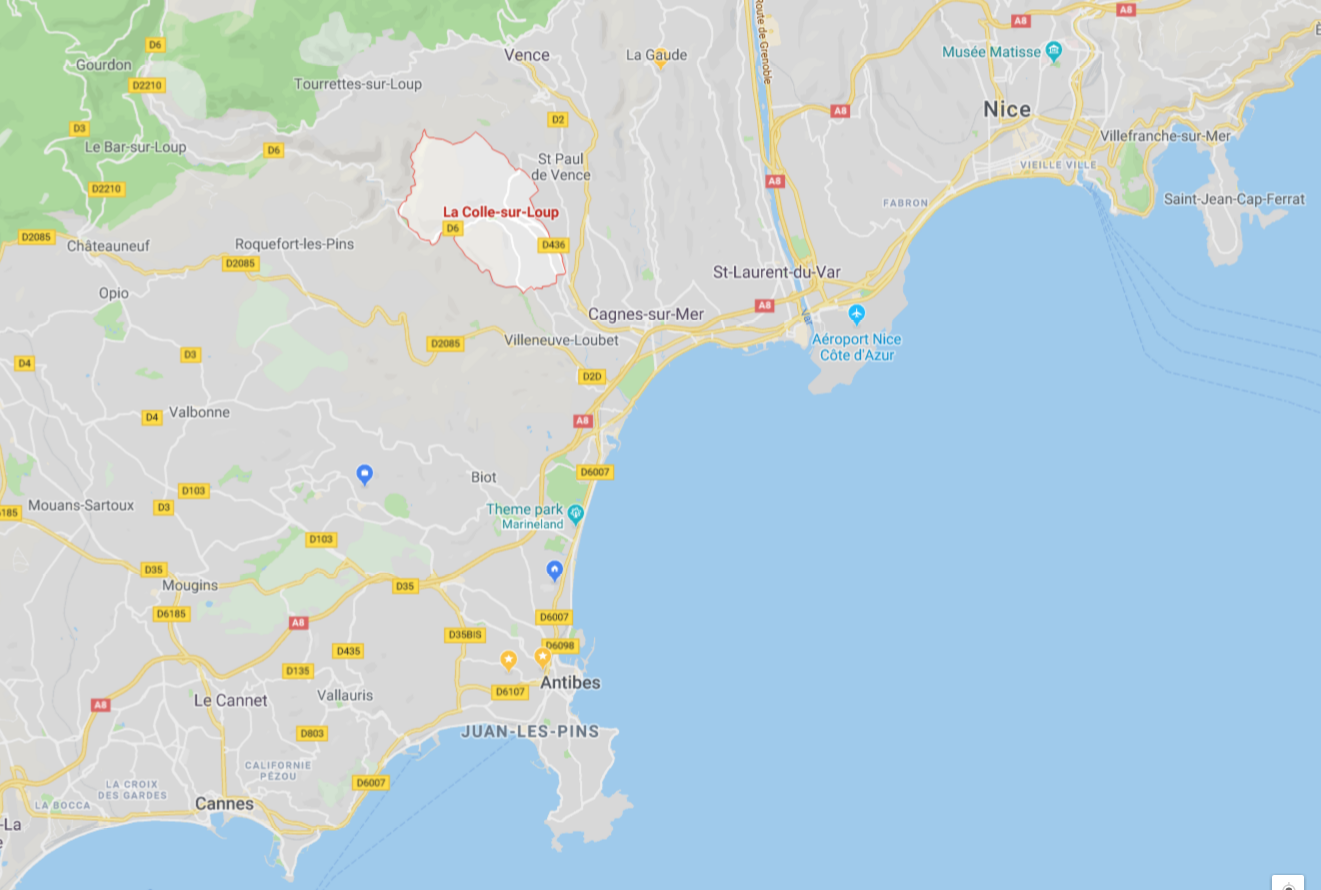 D6
Gourdon
D2210
Vence
La Gaude
Route de Grenoble
A8
A8
Musée Matisse
Tourrettes-sur-Loup
Nice
D3
D2
A8
Le Bar-sur-Loup
D6
Villefranche-sur-Mer
St Paul
de Vence
VIEILLE VILLE
D2210
A8
Saint-Jean-Cap-Ferrat
FABRON
La Colle-sur-Loup
D6
D2085
Châteauneuf
Roquefort-les-Pins
D436
D2085
St-Laurent-du-Var
Opio
A8
Cagnes-sur-Mer
Var
Aéroport Nice
Côte d'Azur
D2085
Villeneuve-Loubet
D3
D4
D2D
D4
Valbonne
A8
D6007
Biot
D103
Mouans-Sartoux
D3
Theme park
Marineland
D103
D35
Mougins
D35
D6185
D6007
A8
D35BIS
D6098
D435
D135
Antibes
D6107
Le Cannet
Vallauris
A8
D803
JUAN-LES-PINS
CALIFORNIE
PÉZOU
D6007
LA CROIX
DES GARDES
LA BOCCA
Cannes
-La